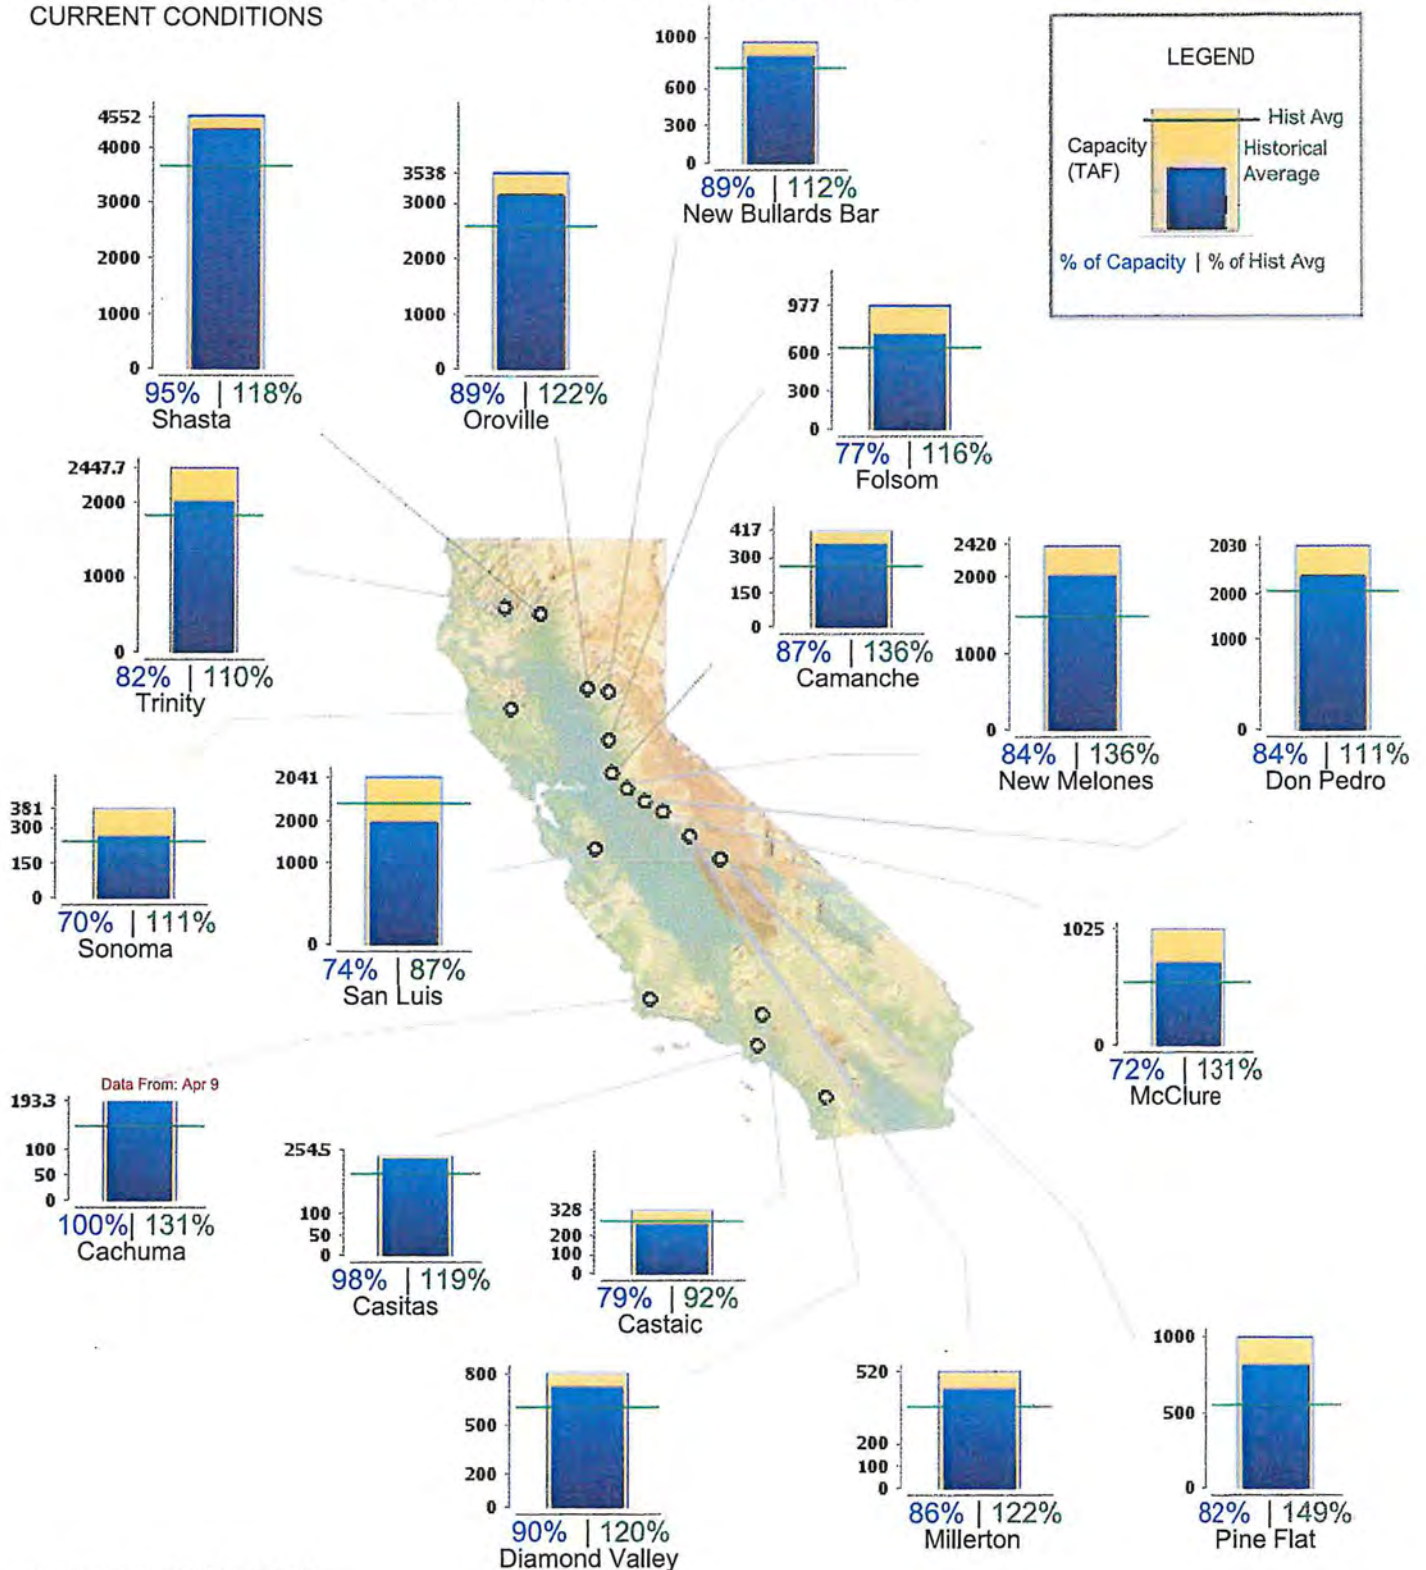 CURRENT CONDITIONS
LEGEND
Hist Avg
Capacity
(TAF)
Historical
Average
% of Capacity | % of Hist Avg
4552
4000
3000
2000
1000
0
95% | 118%
Shasta
3538
3000
2000
1000
0
89% | 122%
Oroville
1000
600
300
0
89% | 112%
New Bullards Bar
977
600
300
0
77% | 116%
Folsom
2447.7
2000
1000
0
82% | 110%
Trinity
417
300
150
0
87% | 136%
Camanche
2420
2000
1000
0
84% | 136%
New Melones
2030
2000
1000
0
84% | 111%
Don Pedro
381
300
150
0
70% | 111%
Sonoma
2041
2000
1000
0
74% | 87%
San Luis
1025
0
72% | 131%
McClure
Data From: Apr 9
193.3
100
50
0
100% | 131%
Cachuma
254.5
100
50
0
98% | 119%
Casitas
328
200
100
0
79% | 92%
Castaic
800
500
200
0
90% | 120%
Diamond Valley
520
200
100
0
86% | 122%
Millerton
1000
500
0
82% | 149%
Pine Flat